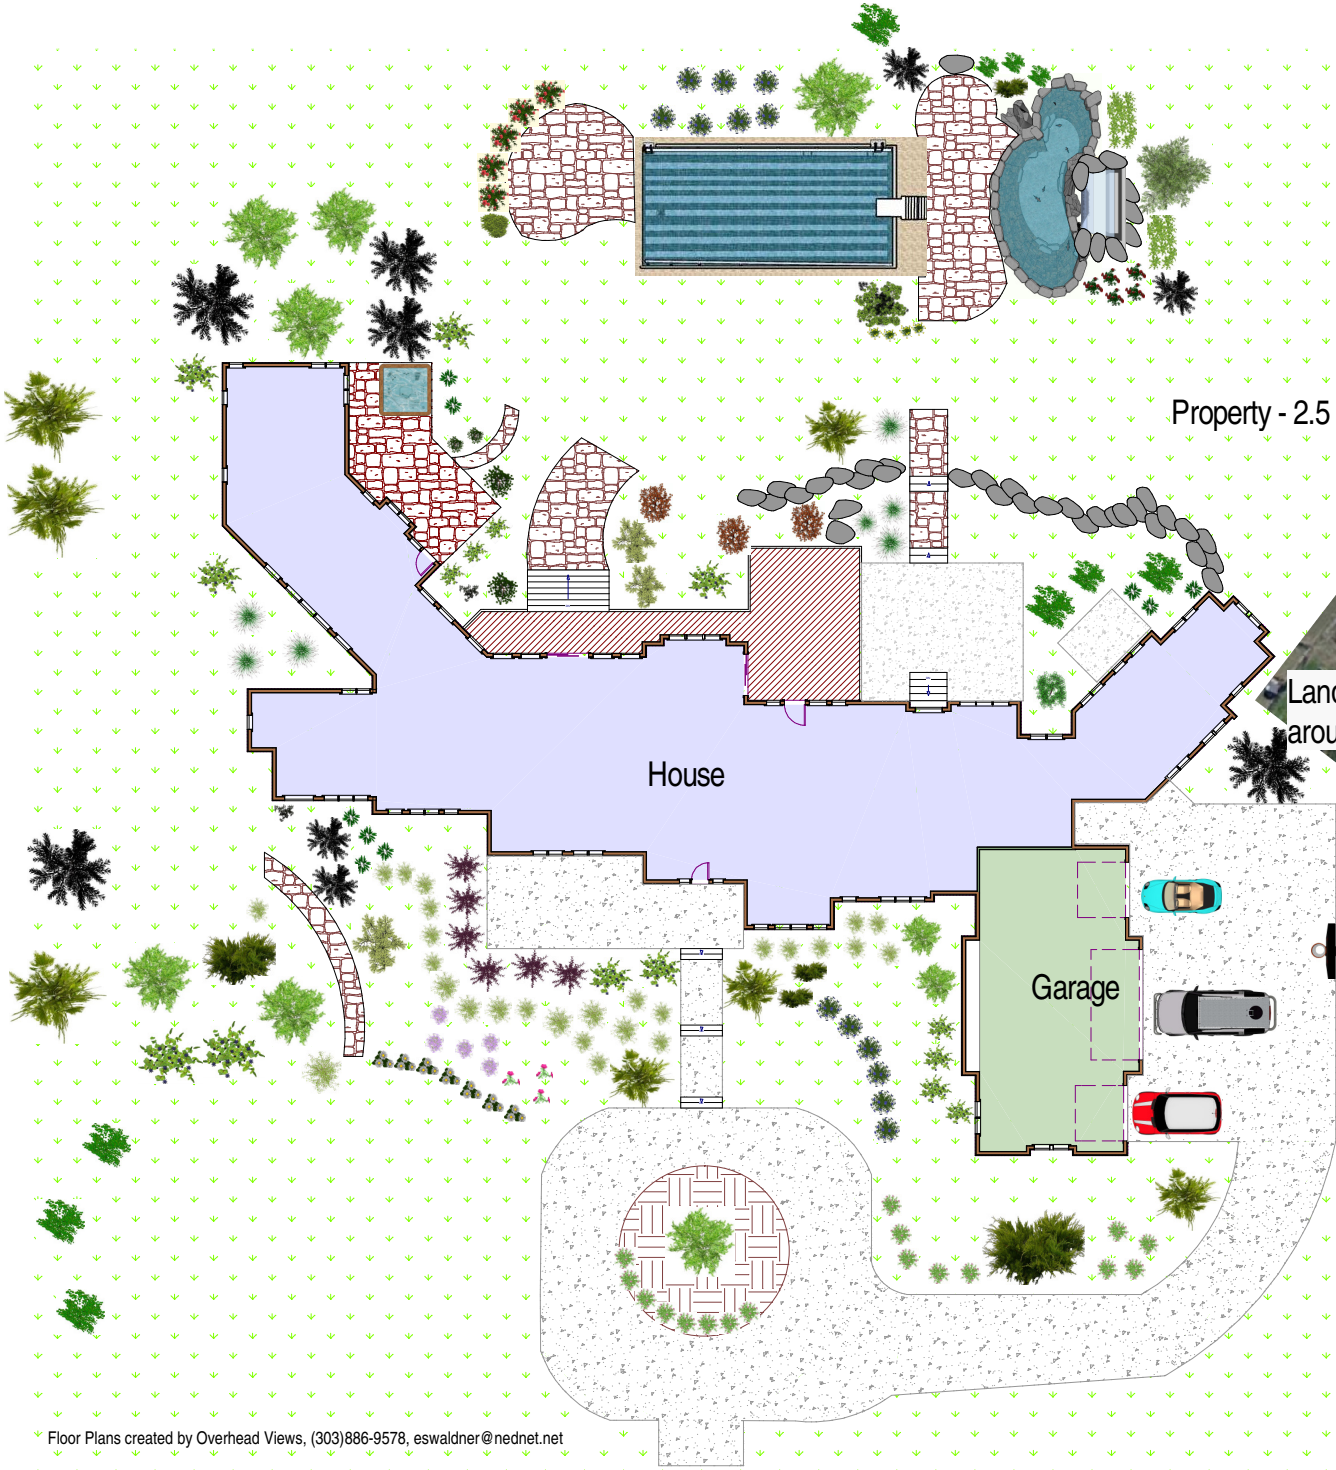 Property - 2.5
Land
arou
House
Garage
Floor Plans created by Overhead Views, (303)886-9578, eswaldner@nednet.net